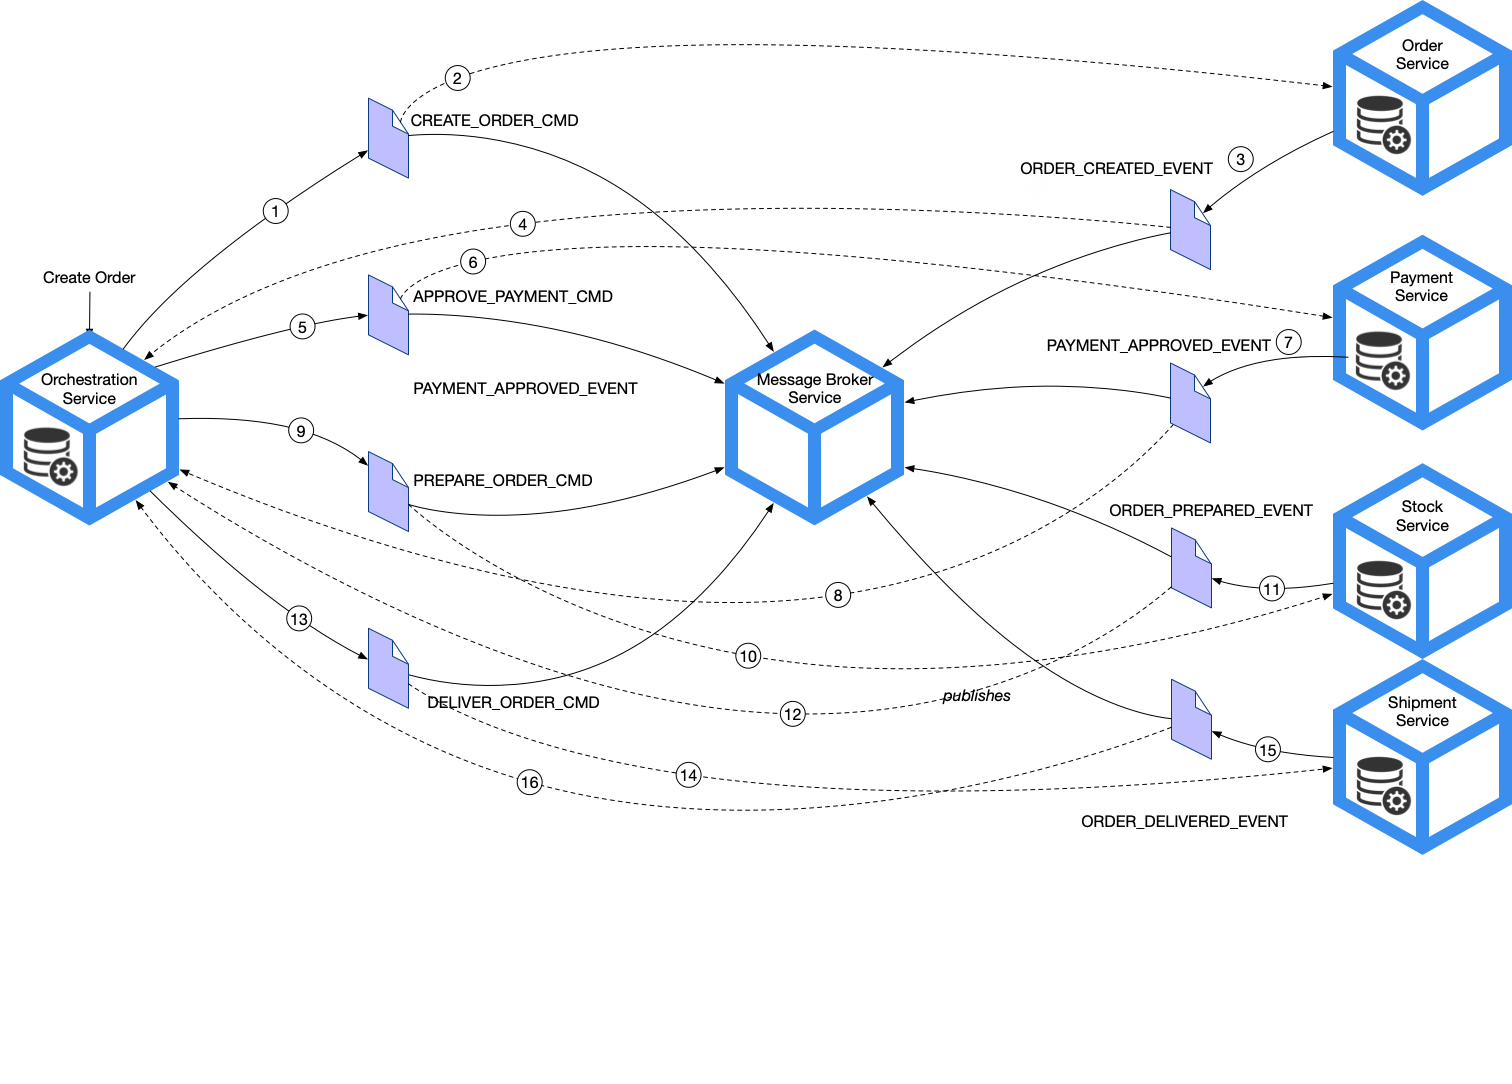 Order
Service
2
CREATE_ORDER_CMD
3
ORDER_CREATED_EVENT
1
4
6
Create Order
Payment
Service
APPROVE_PAYMENT_CMD
5
7
PAYMENT_APPROVED_EVENT
Orchestration
Service
PAYMENT_APPROVED_EVENT
Message Broker
Service
9
PREPARE_ORDER_CMD
ORDER_PREPARED_EVENT
Stock
Service
11
8
13
10
publishes
DELIVER_ORDER_CMD
12
Shipment
Service
15
14
16
ORDER_DELIVERED_EVENT